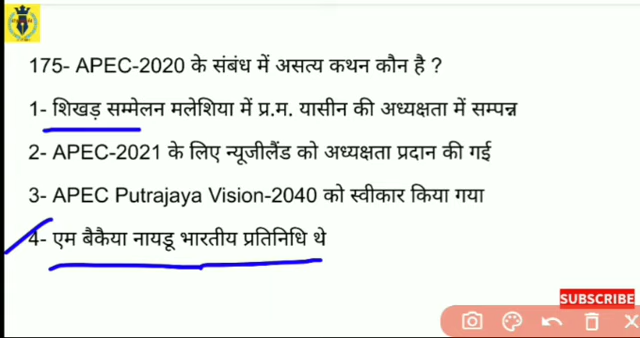 175- APEC-2020 के संबंध में असत्य कथन कौन है ?
1- शिखड़ सम्मेलन मलेशिया में प्र.म. यासीन की अध्यक्षता में सम्पन्न
2- APEC-2021 के लिए न्यूजीलैंड को अध्यक्षता प्रदान की गई
3- APEC Putrajaya Vision-2040 को स्वीकार किया गया
4- एम बैकैया नायडू भारतीय प्रतिनिधि थे
SUBSCRIBE